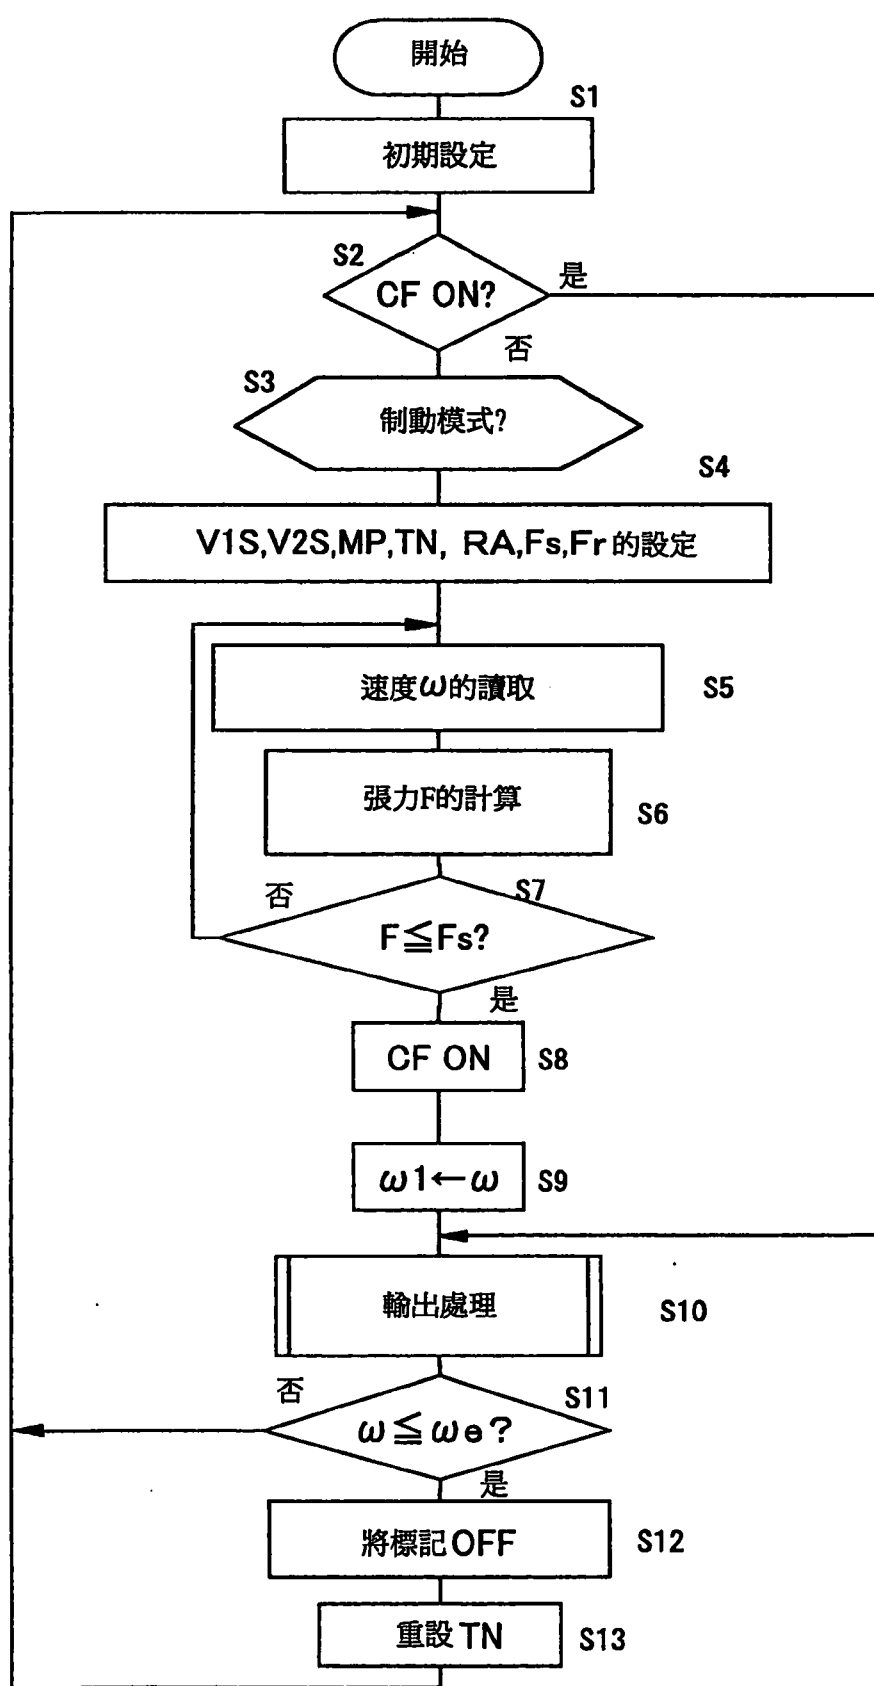 開始
S1
初期設定
S2
CF ON?
是
否
S3
制動模式?
S4
V1S,V2S,MP,TN, RA,Fs,Fr的設定
速度ω的讀取
S5
張力F的計算
S6
S7
否
F≦Fs?
是
CF ON
S8
ω1←ω
S9
輸出處理
S10
否
S11
ω≦ωe?
是
將標記OFF
S12
重設TN
S13